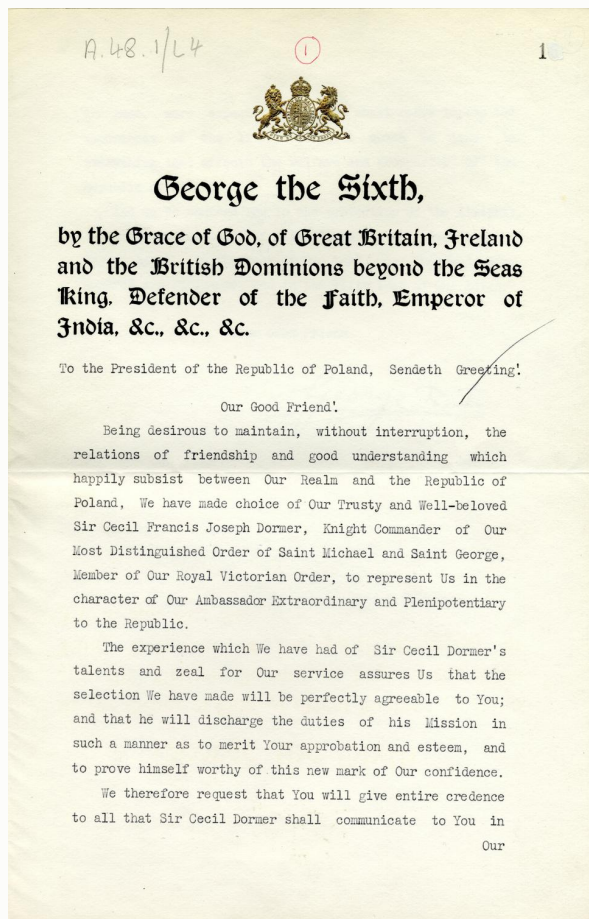 A.48.1/L4
1
1
George the Sixth,
by the Grace of God, of Great Britain, Ireland
and the British Dominions beyond the Seas
King, Defender of the Faith, Emperor of
India, &c., &c., &c.
To the President of the Republic of Poland, Sendeth Greeting!
Our Good Friend!
Being desirous to maintain, without interruption, the
relations of friendship and good understanding which
happily subsist between Our Realm and the Republic of
Poland, We have made choice of Our Trusty and Well-beloved
Sir Cecil Francis Joseph Dormer, Knight Commander of Our
Most Distinguished Order of Saint Michael and Saint George,
Member of Our Royal Victorian Order, to represent Us in the
character of Our Ambassador Extraordinary and Plenipotentiary
to the Republic.
The experience which We have had of Sir Cecil Dormer's
talents and zeal for Our service assures Us that the
selection We have made will be perfectly agreeable to You;
and that he will discharge the duties of his Mission in
such a manner as to merit Your approbation and esteem, and
to prove himself worthy of this new mark of Our confidence.
We therefore request that You will give entire credence
to all that Sir Cecil Dormer shall communicate to You in
Our